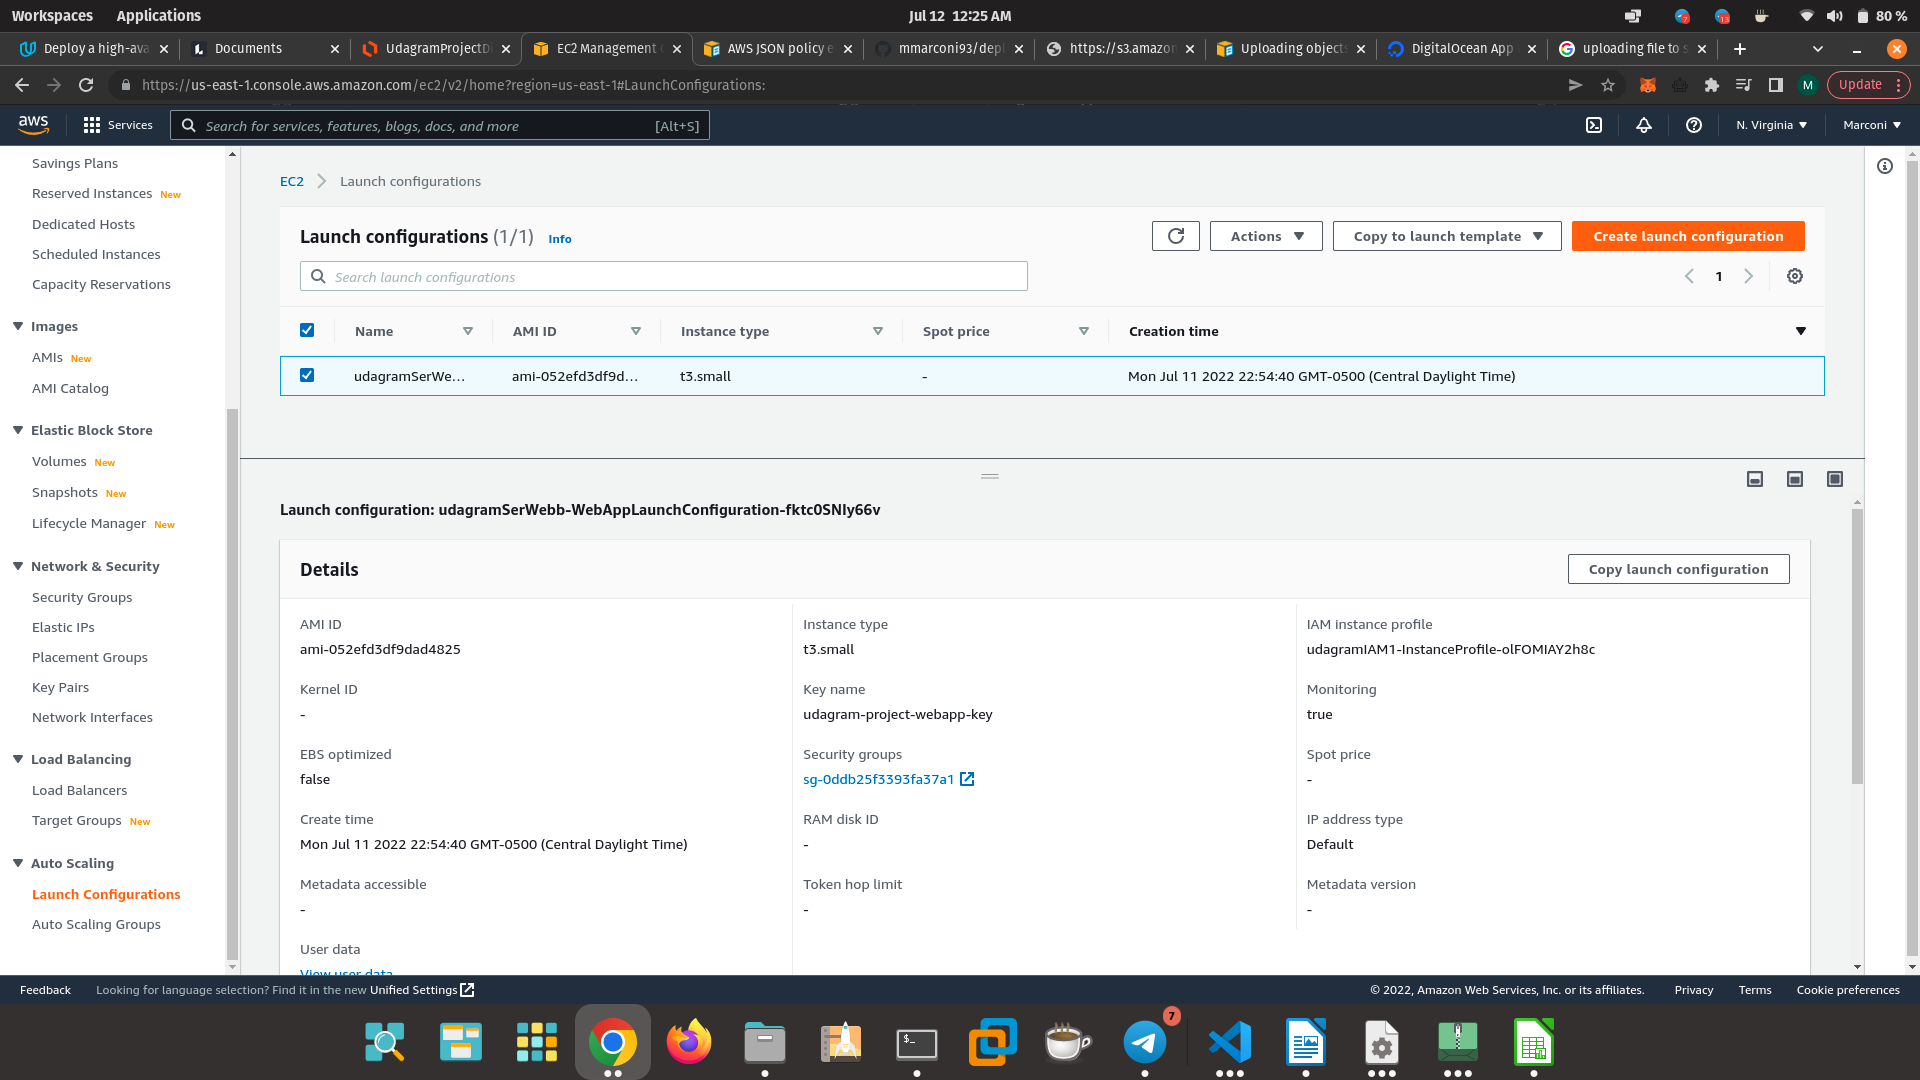 Workspaces Applications Jul 12 12:25 AM 7 13 80 %
Deploy a high-ava Documents UdagramProjectDi EC2 Management AWS JSON policy e mmarconi93/depl https://s3.amazon Uploading objects DigitalOcean App uploading file to s
https://us-east-1.console.aws.amazon.com/ec2/v2/home?region=us-east-1#LaunchConfigurations: M Update
aws Services Search for services, features, blogs, docs, and more [Alt+S] N. Virginia Marconi
Savings Plans
Reserved Instances New
Dedicated Hosts
Scheduled Instances
Capacity Reservations
Images
AMIs New
AMI Catalog
Elastic Block Store
Volumes New
Snapshots New
Lifecycle Manager New
Network & Security
Security Groups
Elastic IPs
Placement Groups
Key Pairs
Network Interfaces
Load Balancing
Load Balancers
Target Groups New
Auto Scaling
Launch Configurations
Auto Scaling Groups
EC2 Launch configurations
Launch configurations (1/1) Info Actions Copy to launch template Create launch configuration
Search launch configurations 1
Name AMI ID Instance type Spot price Creation time
udagramSerWe... ami-052efd3df9d... t3.small - Mon Jul 11 2022 22:54:40 GMT-0500 (Central Daylight Time)
Launch configuration: udagramSerWebb-WebAppLaunchConfiguration-fktc0SNIy66v
Details Copy launch configuration
AMI ID Instance type IAM instance profile
ami-052efd3df9dad4825 t3.small udagramIAM1-InstanceProfile-olFOMIAY2h8c
Kernel ID Key name Monitoring
- udagram-project-webapp-key true
EBS optimized Security groups Spot price
false sg-0ddb25f3393fa37a1 -
Create time RAM disk ID IP address type
Mon Jul 11 2022 22:54:40 GMT-0500 (Central Daylight Time) - Default
Metadata accessible Token hop limit Metadata version
- - -
User data
View user data
Feedback Looking for language selection? Find it in the new Unified Settings © 2022, Amazon Web Services, Inc. or its affiliates. Privacy Terms Cookie preferences
$_ 7